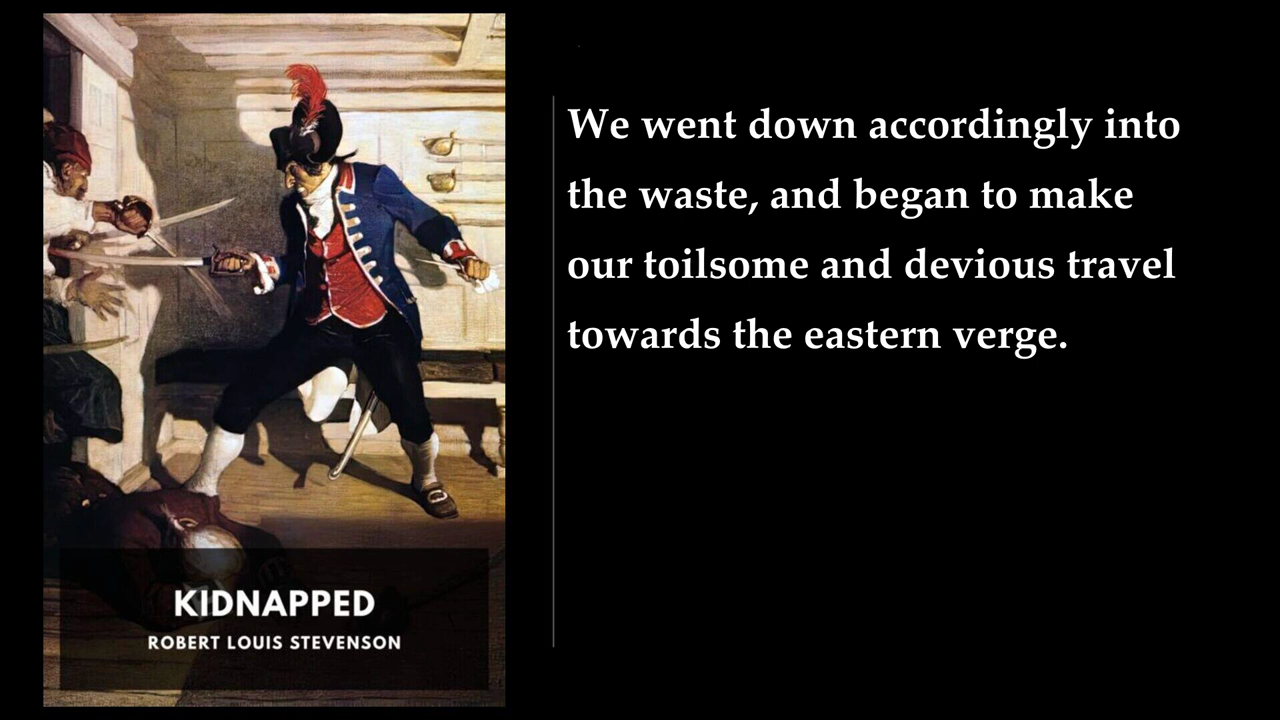 KIDNAPPED
ROBERT LOUIS STEVENSON
We went down accordingly into
the waste, and began to make
our toilsome and devious travel
towards the eastern verge.